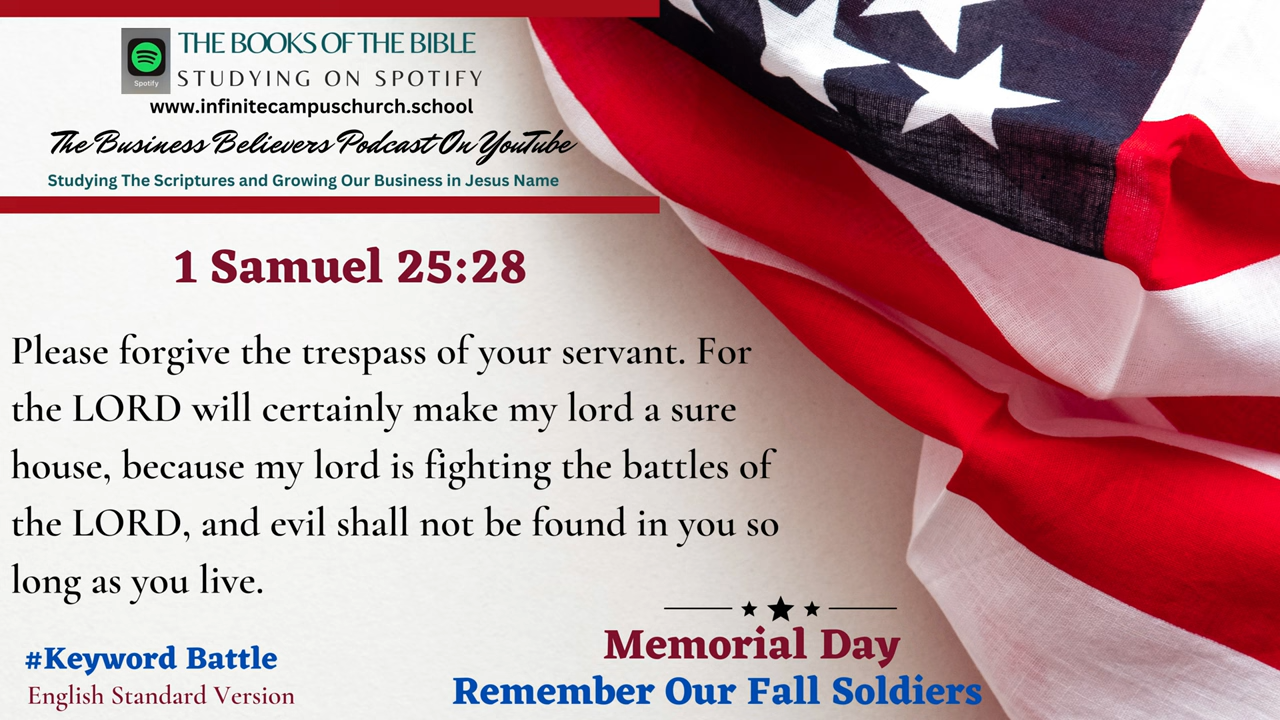 THE BOOKS OF THE BIBLE
Spotify
STUDYING ON SPOTIFY
www.infinitecampuschurch.school
The Business Believers Podcast On YouTube
Studying The Scriptures and Growing Our Business in Jesus Name
1 Samuel 25:28
Please forgive the trespass of your servant. For
the LORD will certainly make my lord a sure
house, because my lord is fighting the battles of
the LORD, and evil shall not be found in you so
long as you live.
#Keyword Battle
English Standard Version
Memorial Day
Remember Our Fall Soldiers